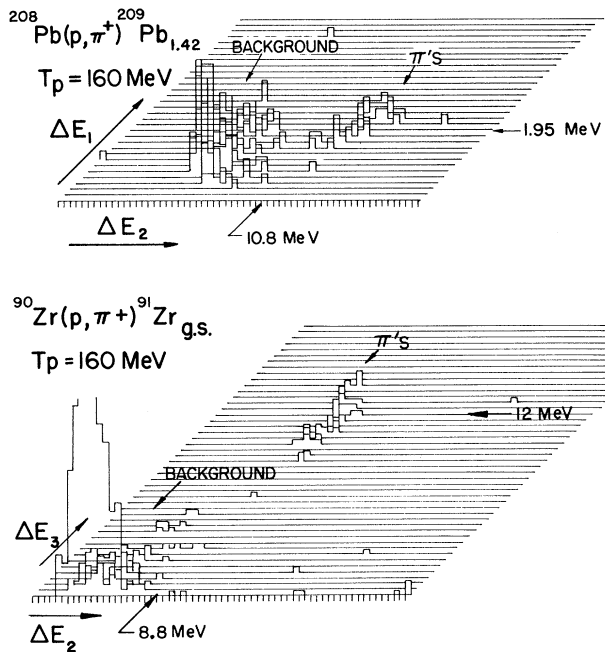 ²⁰⁸Pb(p,π⁺)²⁰⁹Pb₁.₄₂
BACKGROUND
π'S
Tp = 160 MeV
ΔE₁
1.95 MeV
ΔE₂
10.8 MeV
⁹⁰Zr(p,π+)⁹¹Zr g.s.
π'S
Tp = 160 MeV
12 MeV
BACKGROUND
ΔE₃
ΔE₂
8.8 MeV